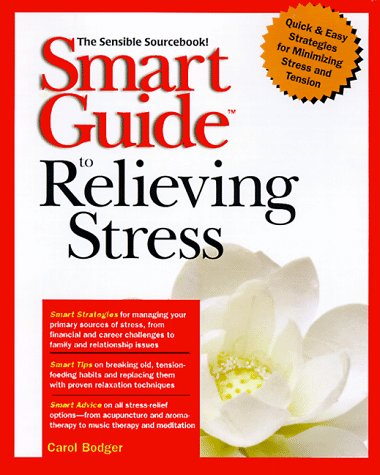 The Sensible Sourcebook!
Smart
Guide™
to
Relieving
Stress
Quick & Easy
Strategies
for Minimizing
Stress and
Tension
Smart Strategies for managing your
primary sources of stress, from
financial and career challenges to
family and relationship issues
Smart Tips on breaking old, tension-
feeding habits and replacing them
with proven relaxation techniques
Smart Advice on all stress-relief
options—from acupuncture and aroma-
therapy to music therapy and meditation
Carol Bodger